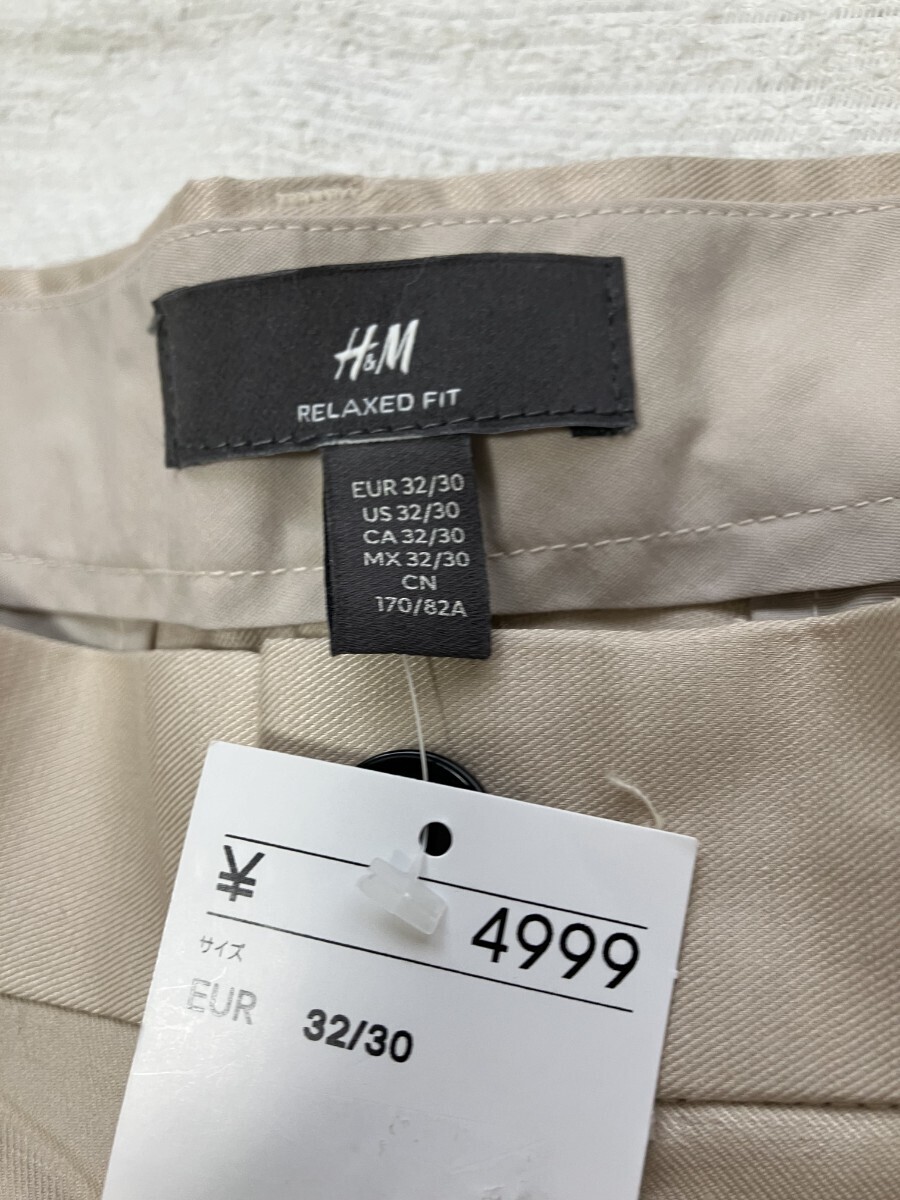 H&M
RELAXED FIT
EUR 32/30
US 32/30
CA 32/30
MX 32/30
CN
170/82A
¥ 4999
サイズ
EUR 32/30